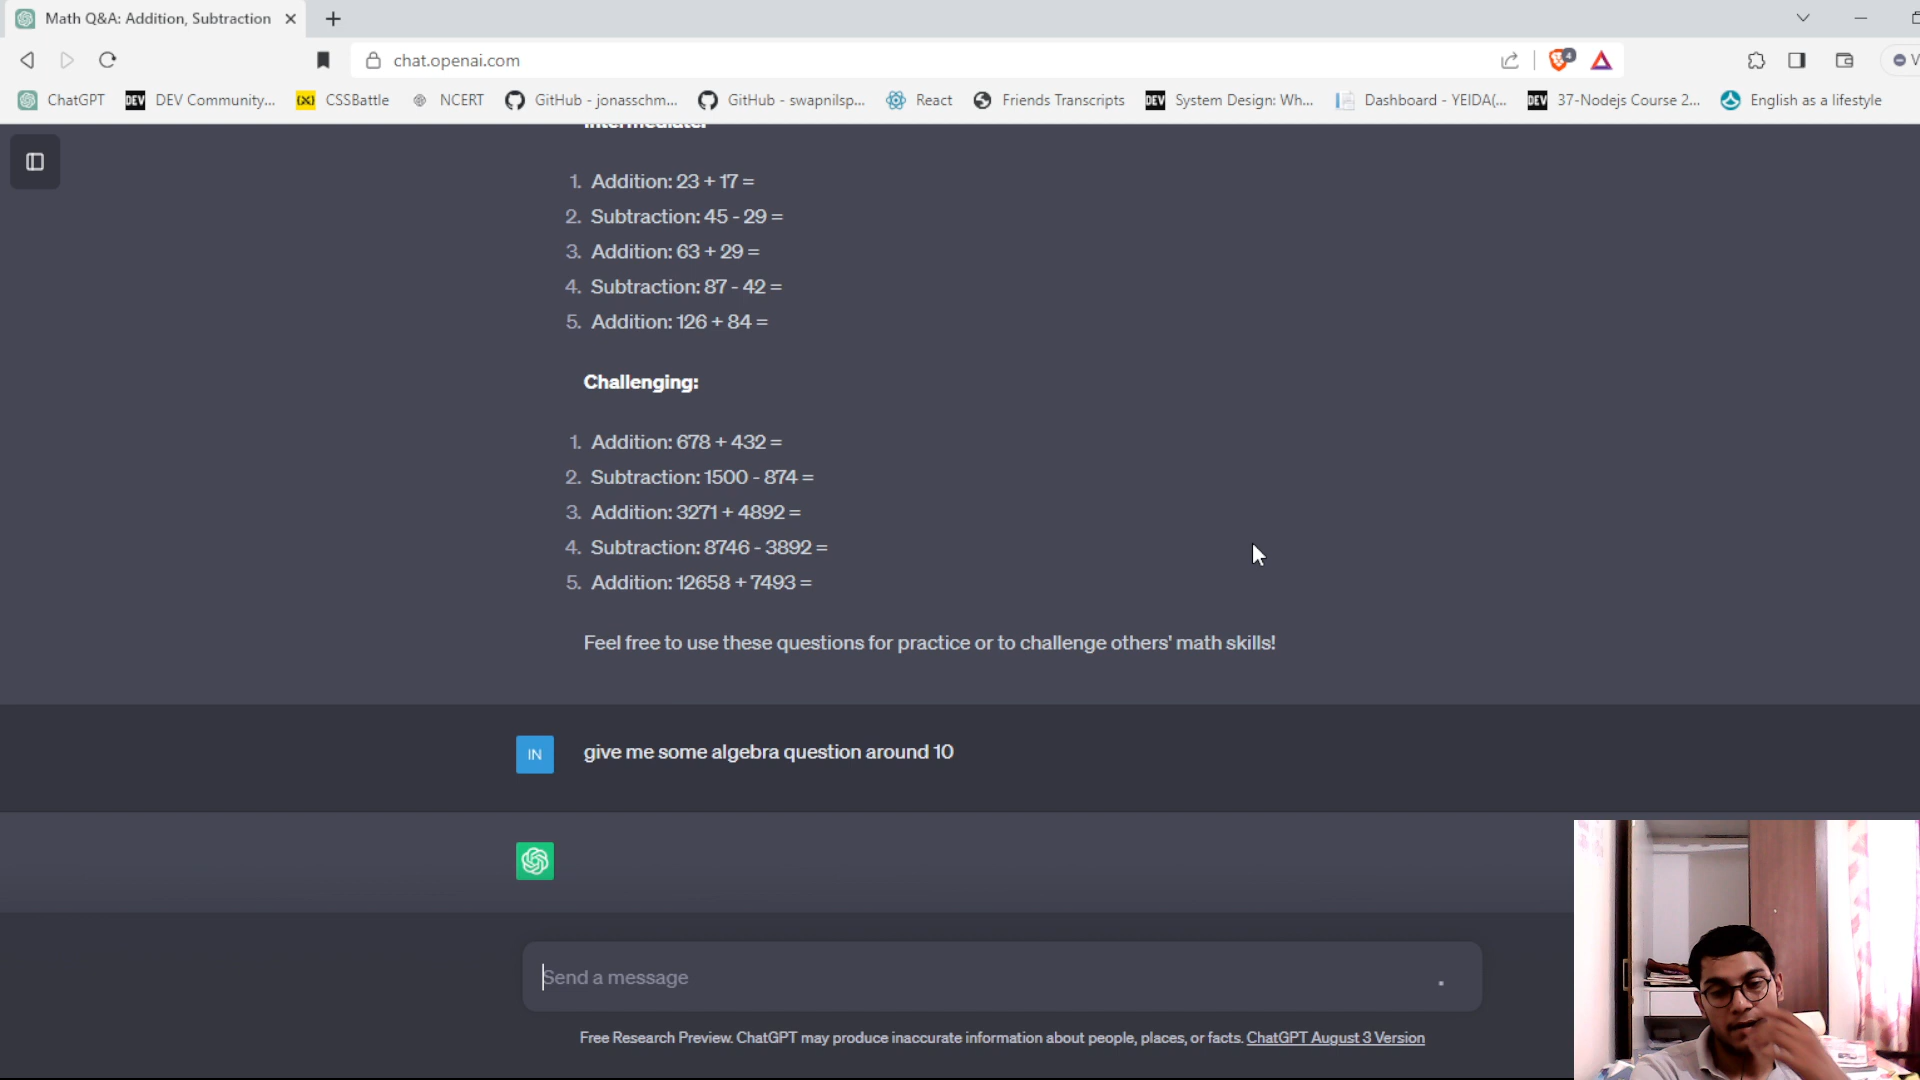 Math Q&A: Addition, Subtraction
chat.openai.com
4
ChatGPT
DEV DEV Community...
CSSBattle
NCERT
GitHub - jonasschm...
GitHub - swapnilsp...
React
Friends Transcripts
DEV System Design: Wh...
Dashboard - YEIDA(...
DEV 37-Nodejs Course 2...
English as a lifestyle
Intermediate:
1. Addition: 23 + 17 =
2. Subtraction: 45 - 29 =
3. Addition: 63 + 29 =
4. Subtraction: 87 - 42 =
5. Addition: 126 + 84 =
Challenging:
1. Addition: 678 + 432 =
2. Subtraction: 1500 - 874 =
3. Addition: 3271 + 4892 =
4. Subtraction: 8746 - 3892 =
5. Addition: 12658 + 7493 =
Feel free to use these questions for practice or to challenge others' math skills!
IN
give me some algebra question around 10
Send a message
Free Research Preview. ChatGPT may produce inaccurate information about people, places, or facts. ChatGPT August 3 Version